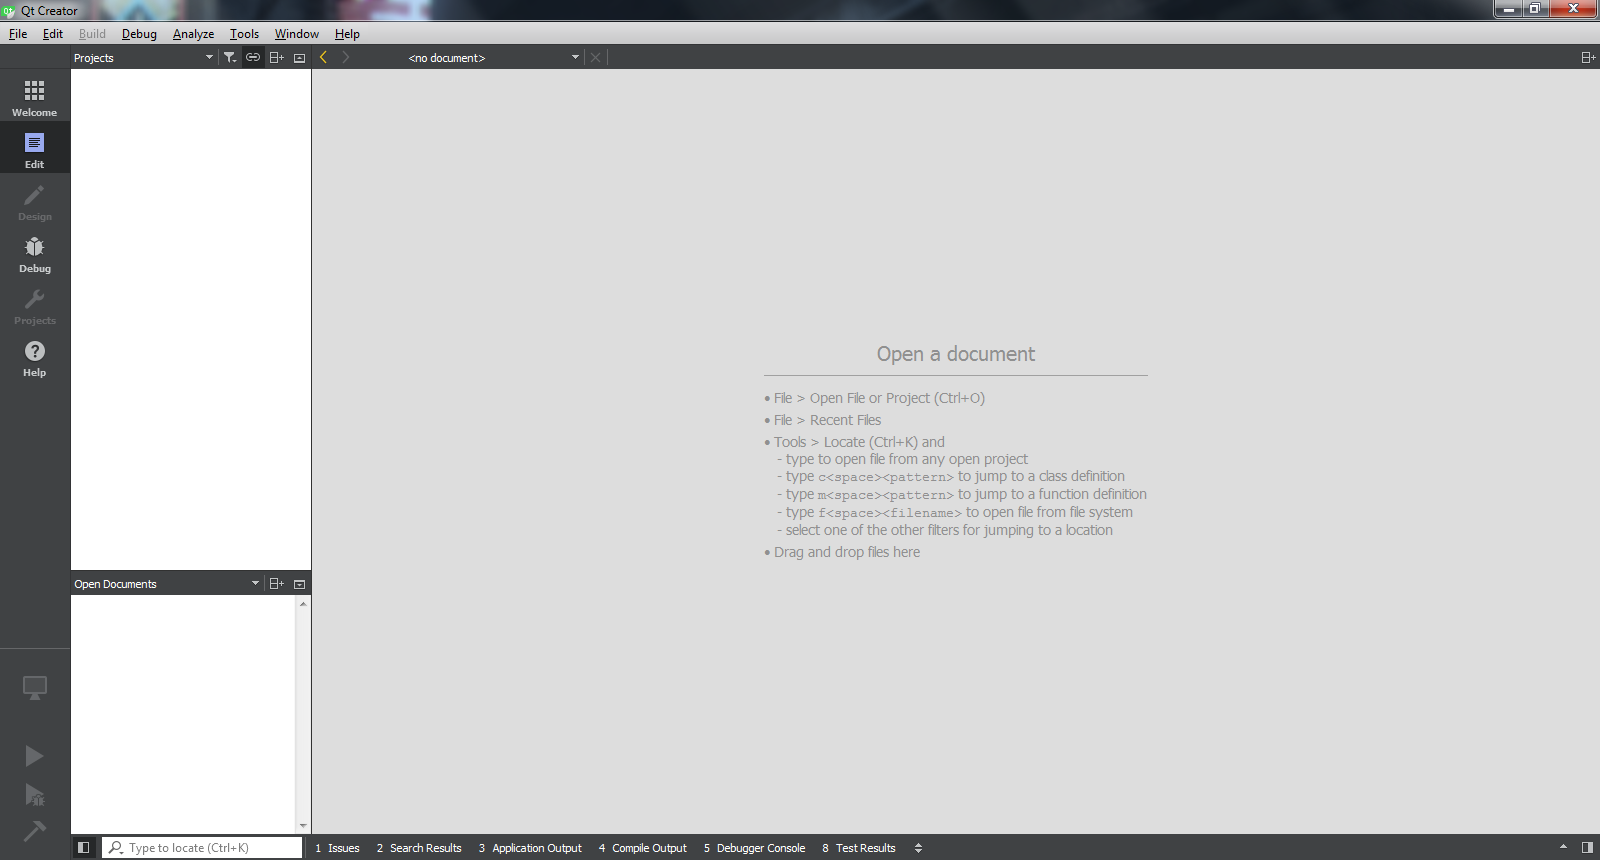 Qt Creator
File Edit Build Debug Analyze Tools Window Help
Projects <no document>
Welcome
Edit
Design
Debug
Projects
Help
Open a document
• File > Open File or Project (Ctrl+O)
• File > Recent Files
• Tools > Locate (Ctrl+K) and
- type to open file from any open project
- type c<space><pattern> to jump to a class definition
- type m<space><pattern> to jump to a function definition
- type f<space><filename> to open file from file system
- select one of the other filters for jumping to a location
• Drag and drop files here
Open Documents
Type to locate (Ctrl+K) 1 Issues 2 Search Results 3 Application Output 4 Compile Output 5 Debugger Console 8 Test Results